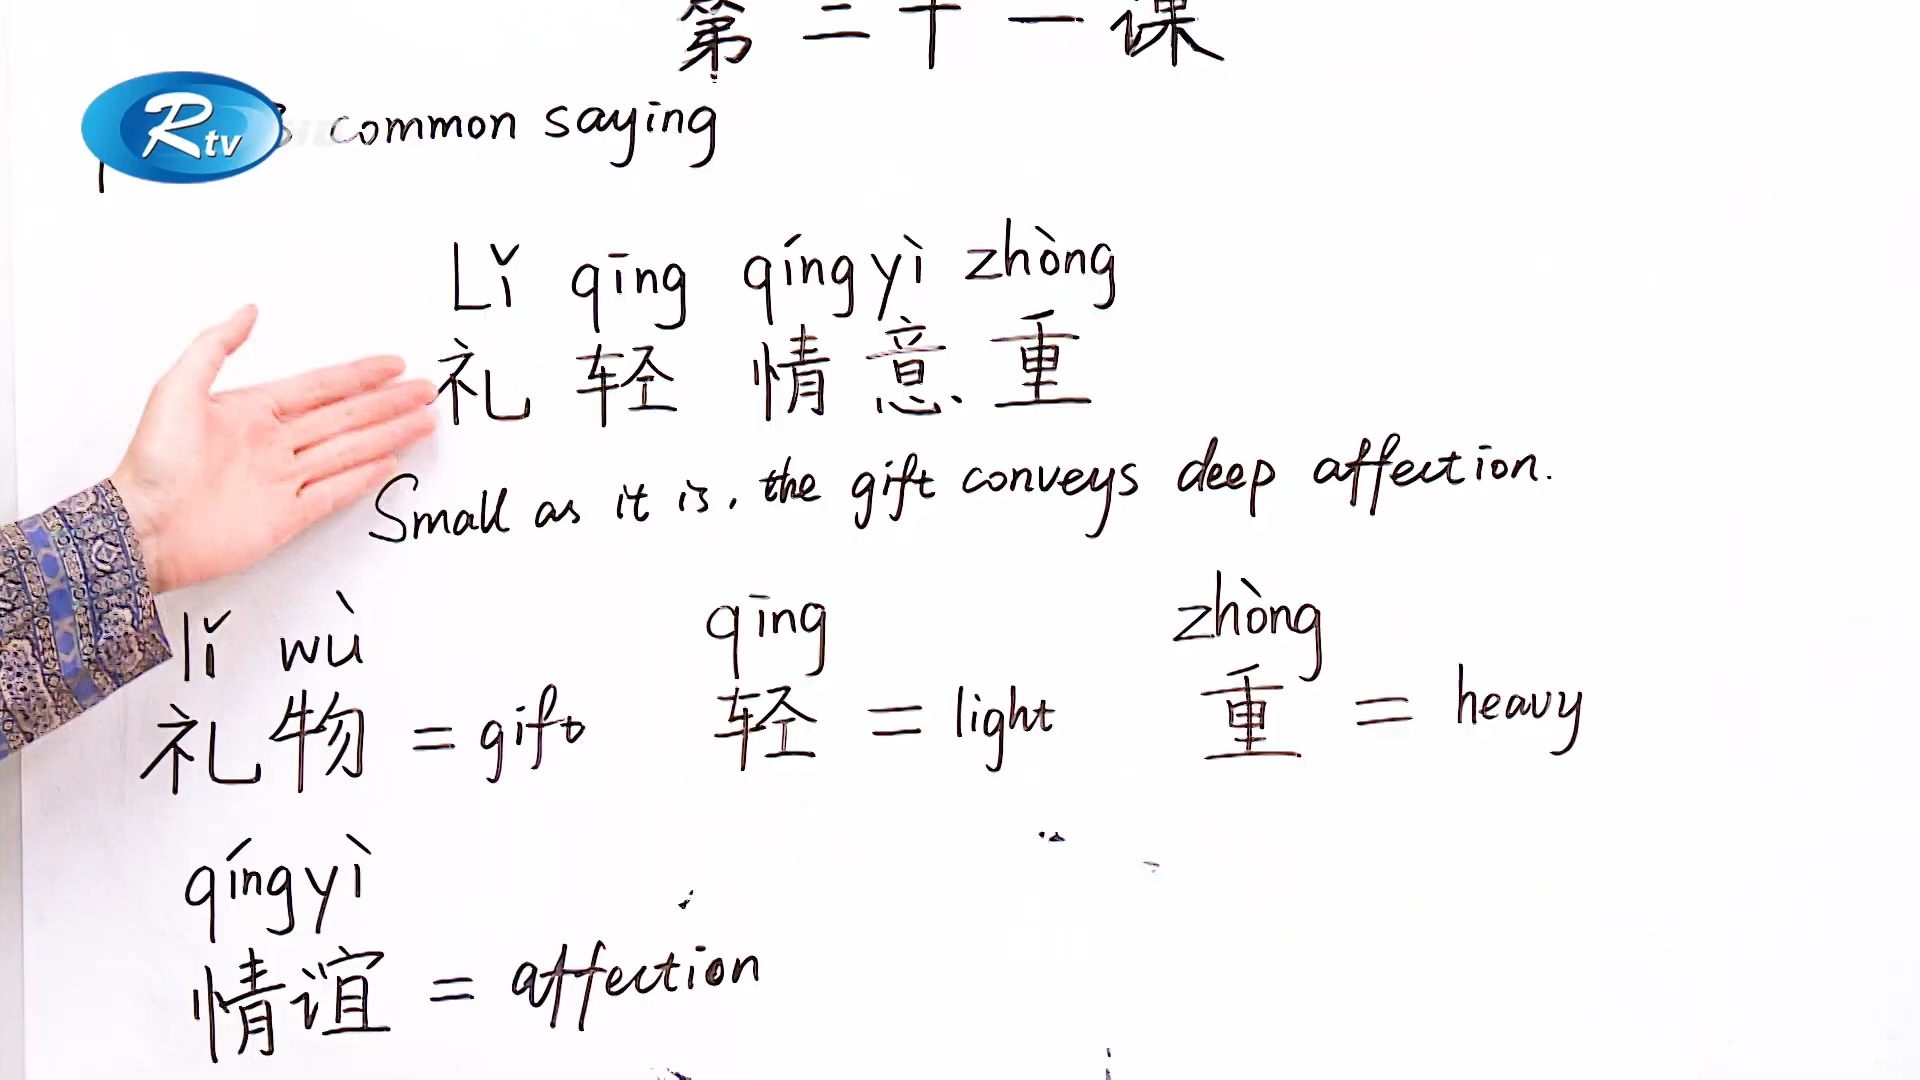 第二十一课
Rtv
common saying
Lǐ qīng qíngyì zhòng
礼 轻 情 意 重
Small as it is, the gift conveys deep affection.
lǐ wù qīng zhòng
礼物 = gift 轻 = light 重 = heavy
qíngyì
情谊 = affection